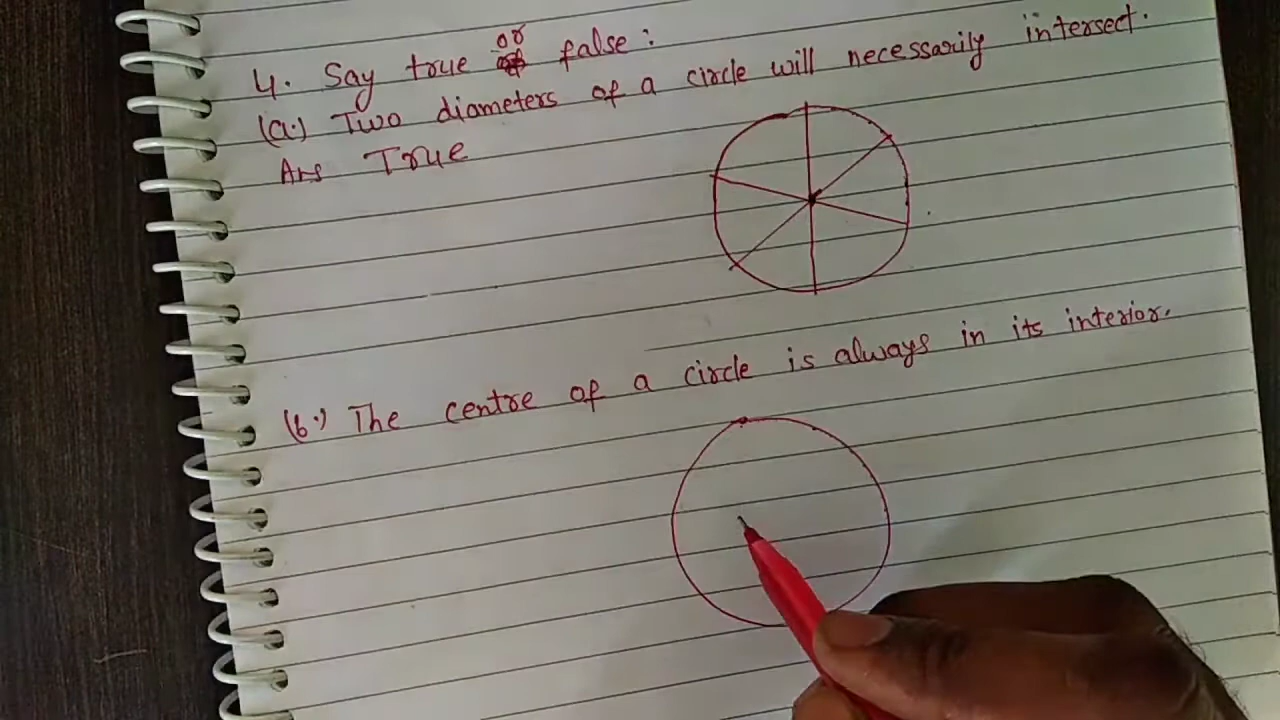 4. Say true or false:
(a.) Two diameters of a circle will necessarily intersect.
Ans True
(b.) The centre of a circle is always in its interior.